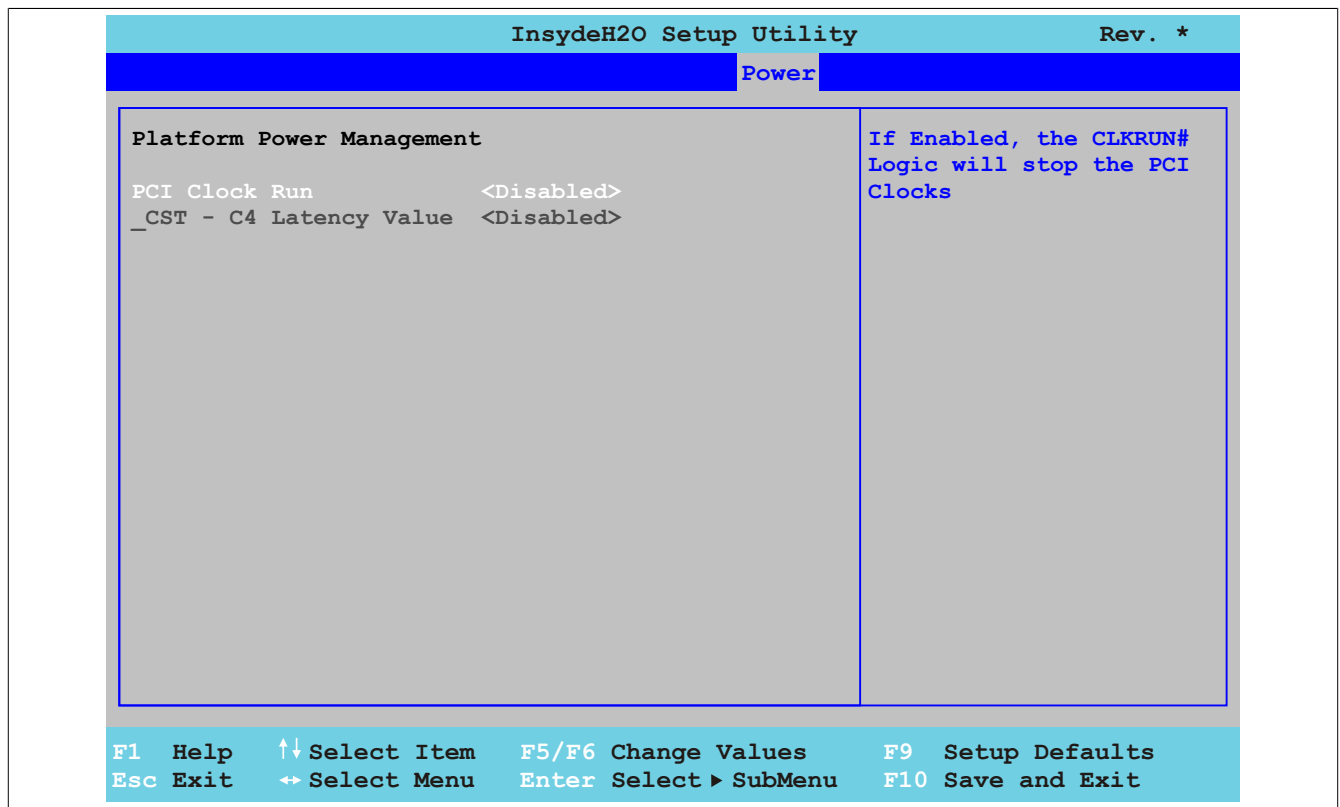 InsydeH2O Setup Utility Rev. *
Power
Platform Power Management
PCI Clock Run <Disabled>
_CST - C4 Latency Value <Disabled>
If Enabled, the CLKRUN#
Logic will stop the PCI
Clocks
F1 Help ↑↓ Select Item F5/F6 Change Values F9 Setup Defaults
Esc Exit ↔ Select Menu Enter Select ▶ SubMenu F10 Save and Exit